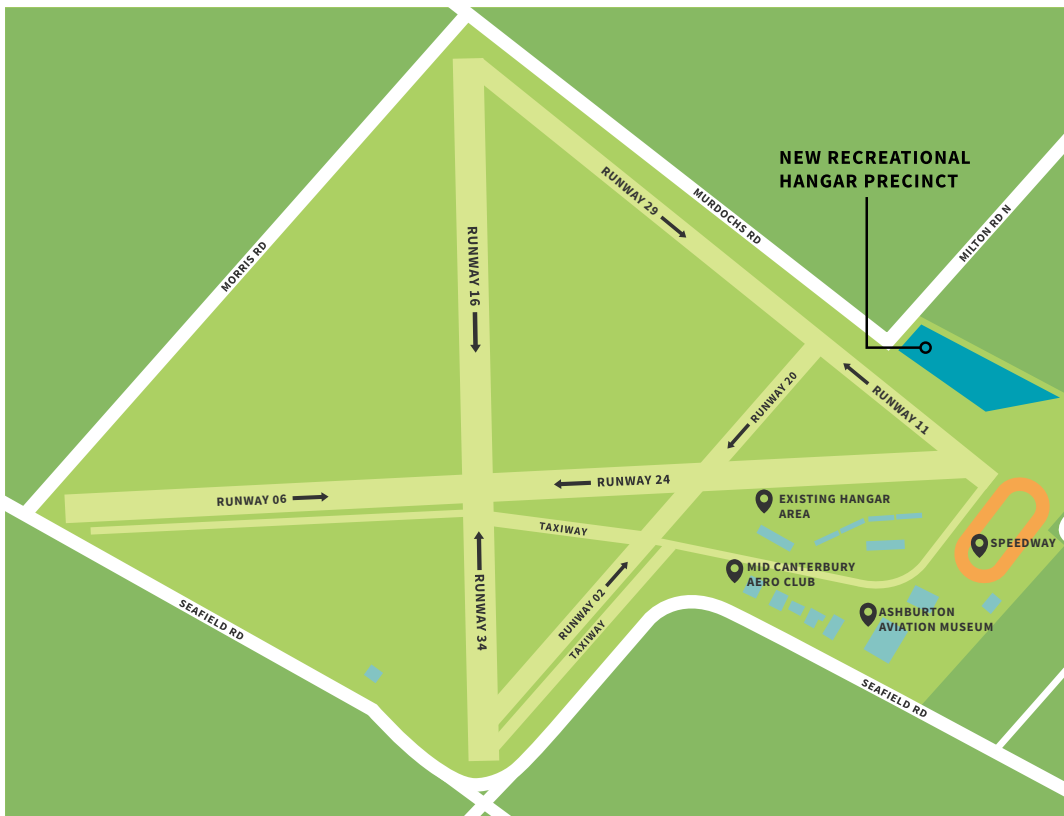 NEW RECREATIONAL
HANGAR PRECINCT
RUNWAY 29
MURDOCHS RD
MILTON RD N
MORRIS RD
RUNWAY 16
RUNWAY 20
RUNWAY 11
RUNWAY 24
RUNWAY 06
EXISTING HANGAR
AREA
TAXIWAY
SPEEDWAY
MID CANTERBURY
AERO CLUB
RUNWAY 34
RUNWAY 02
TAXIWAY
SEAFIELD RD
ASHBURTON
AVIATION MUSEUM
SEAFIELD RD